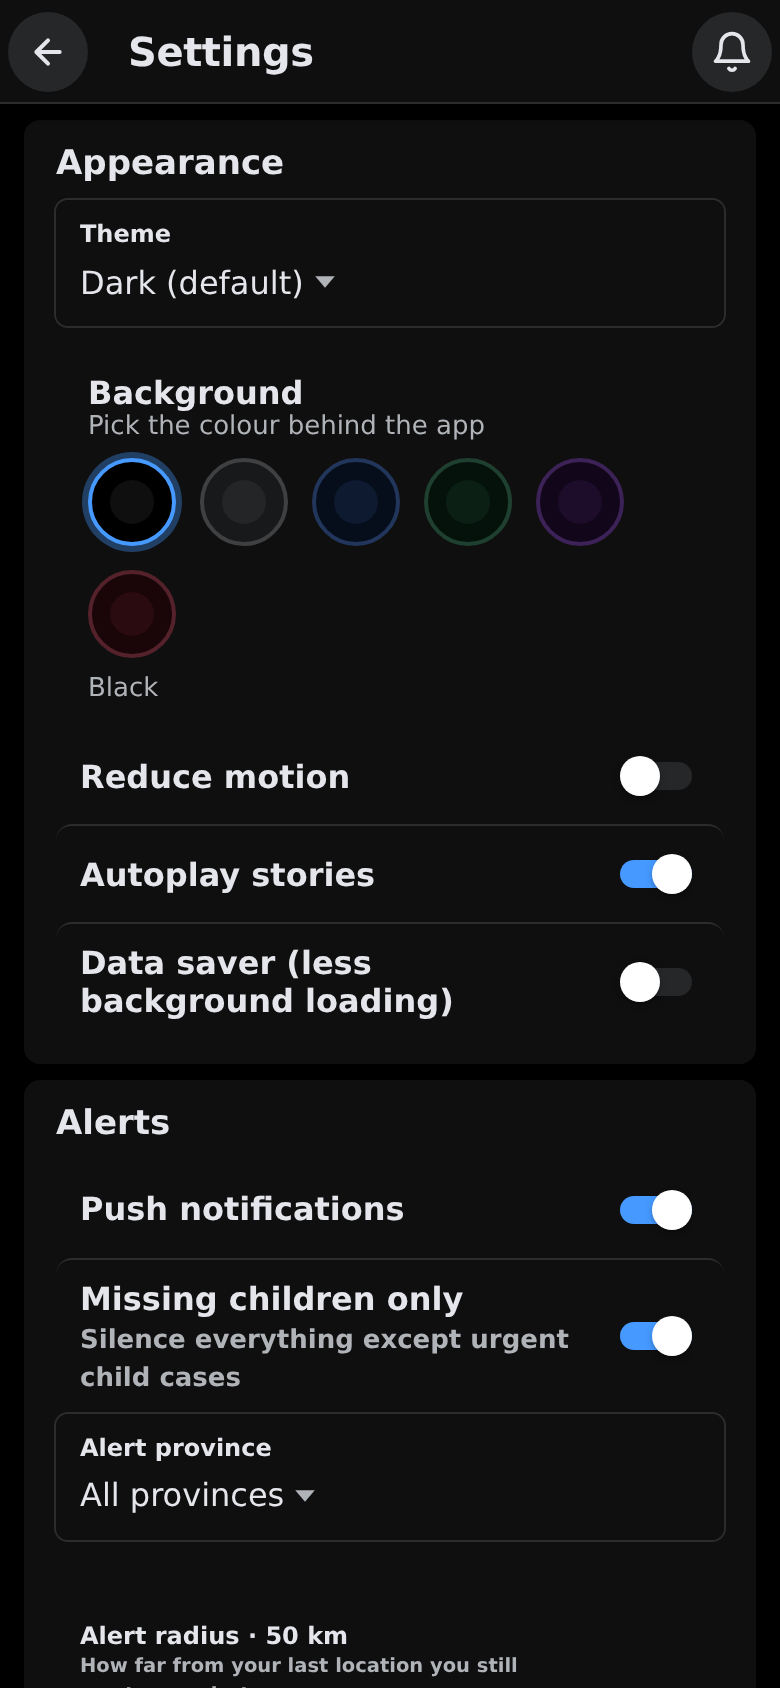 Settings
Appearance
Theme
Dark (default)
Background
Pick the colour behind the app
Black
Reduce motion
Autoplay stories
Data saver (less
background loading)
Alerts
Push notifications
Missing children only
Silence everything except urgent
child cases
Alert province
All provinces
Alert radius · 50 km
How far from your last location you still